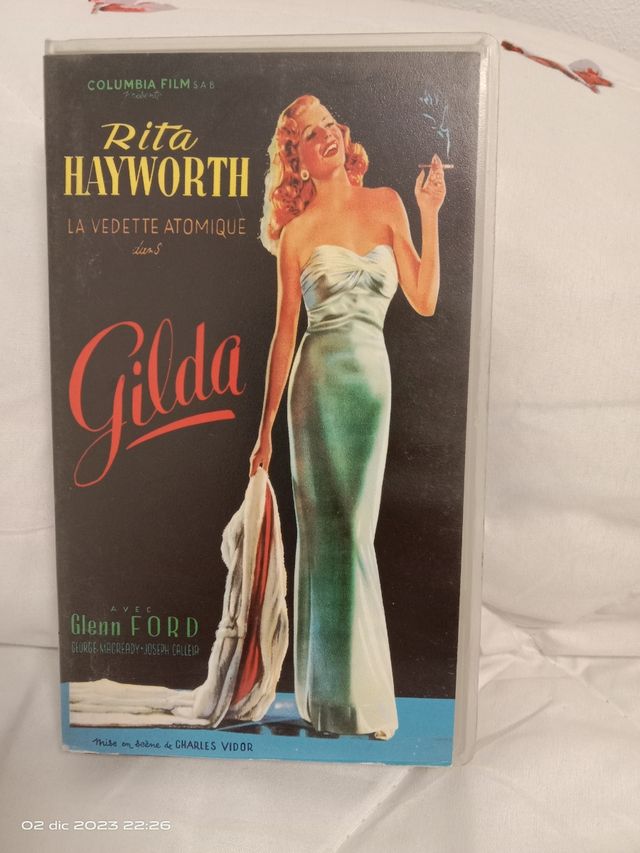 COLUMBIA FILM S A B
Présente
Rita
HAYWORTH
LA VEDETTE ATOMIQUE
dans
Gilda
AVEC
Glenn FORD
GEORGE MACREADY • JOSEPH CALLEIA
Mise en scène de CHARLES VIDOR
02 dic 2023 22:26